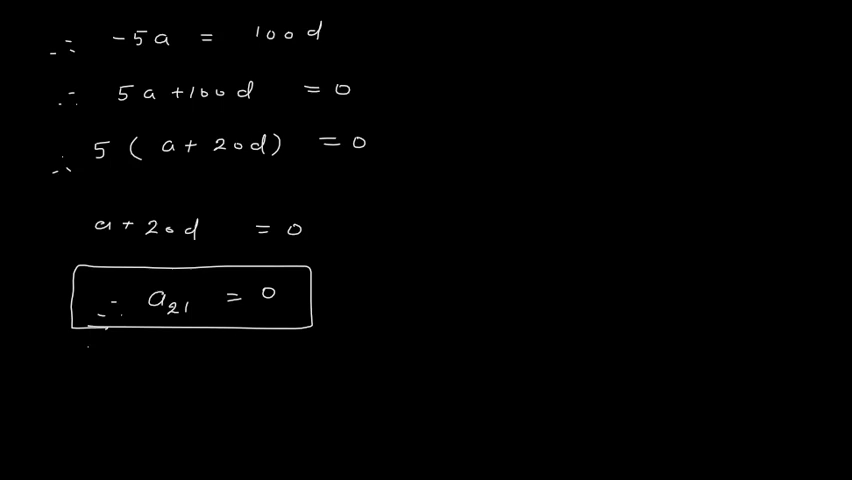 ∴ -5a = 100d
∴ 5a + 100d = 0
∴ 5 ( a + 20d ) = 0
a + 20d = 0
∴ a₂₁ = 0